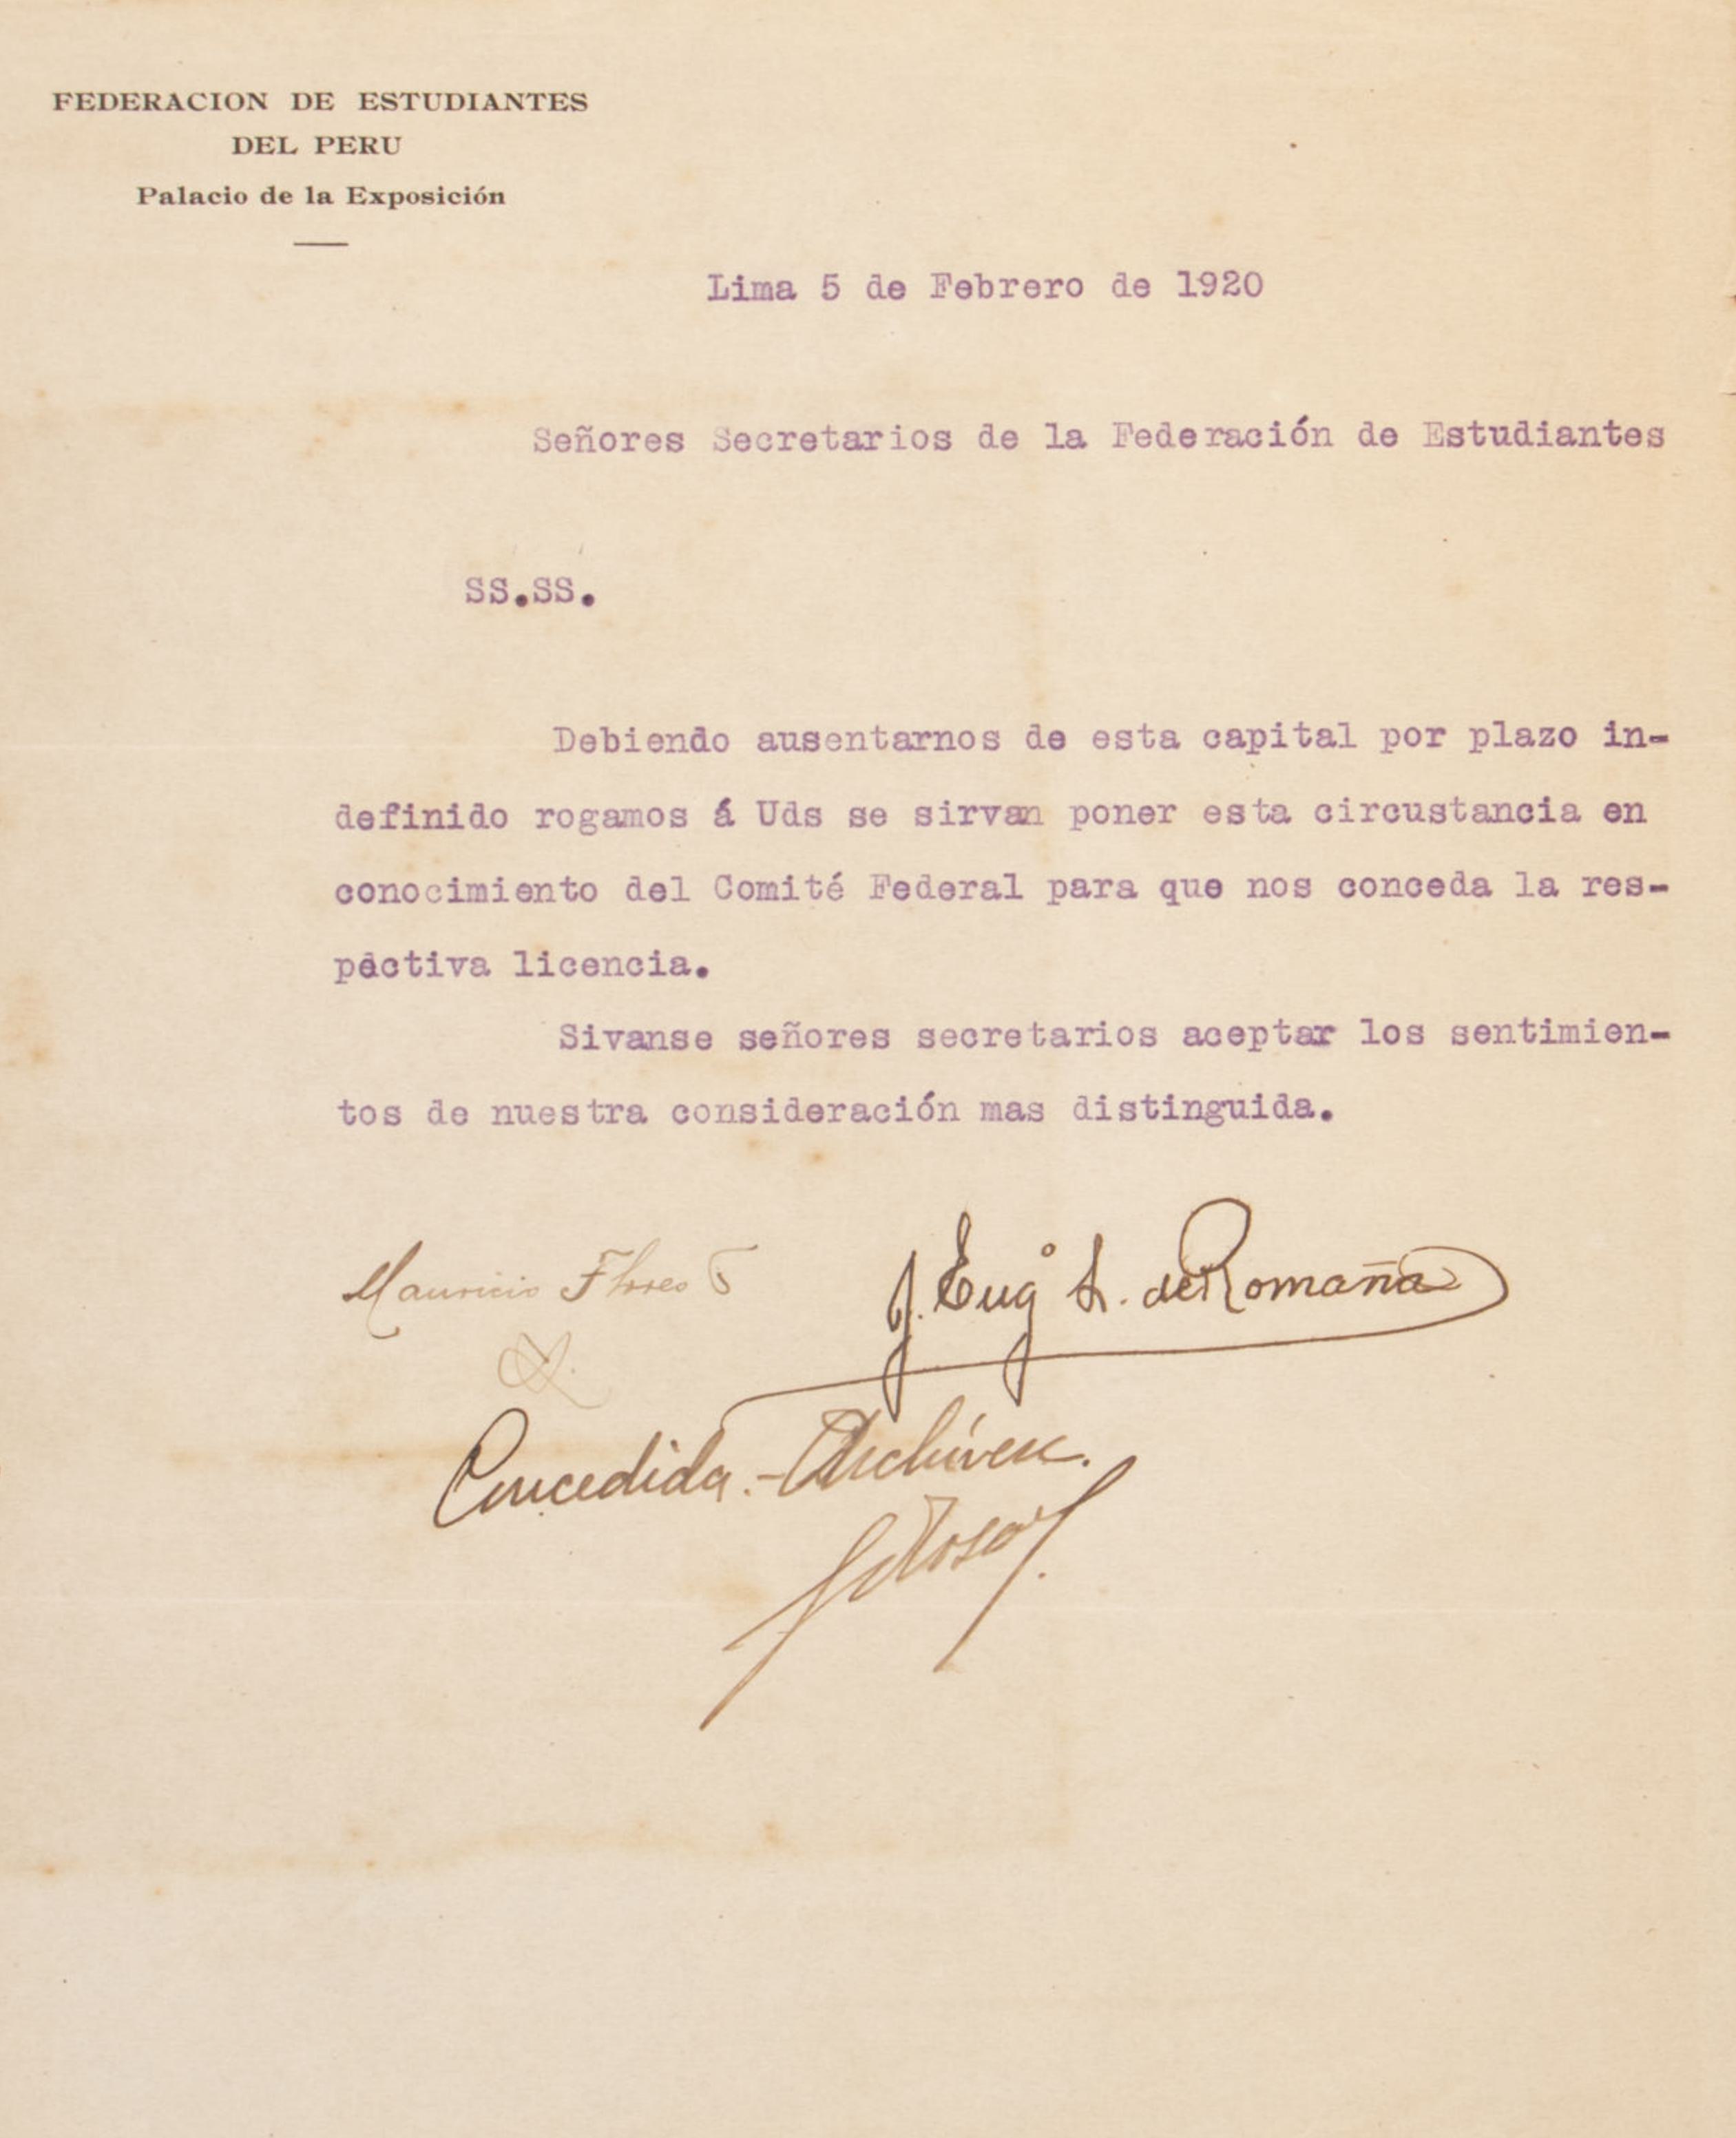 FEDERACION DE ESTUDIANTES
DEL PERU
Palacio de la Exposición
Lima 5 de Febrero de 1920
Señores Secretarios de la Federación de Estudiantes
SS.SS.
Debiendo ausentarnos de esta capital por plazo in-
definido rogamos á Uds se sirvan poner esta circustancia en
conocimiento del Comité Federal para que nos conceda la res-
pectiva licencia.
Sivanse señores secretarios aceptar los sentimien-
tos de nuestra consideración mas distinguida.
Mauricio Flores
J. Eugº L. de Romaña
Concedida.- Archívese.